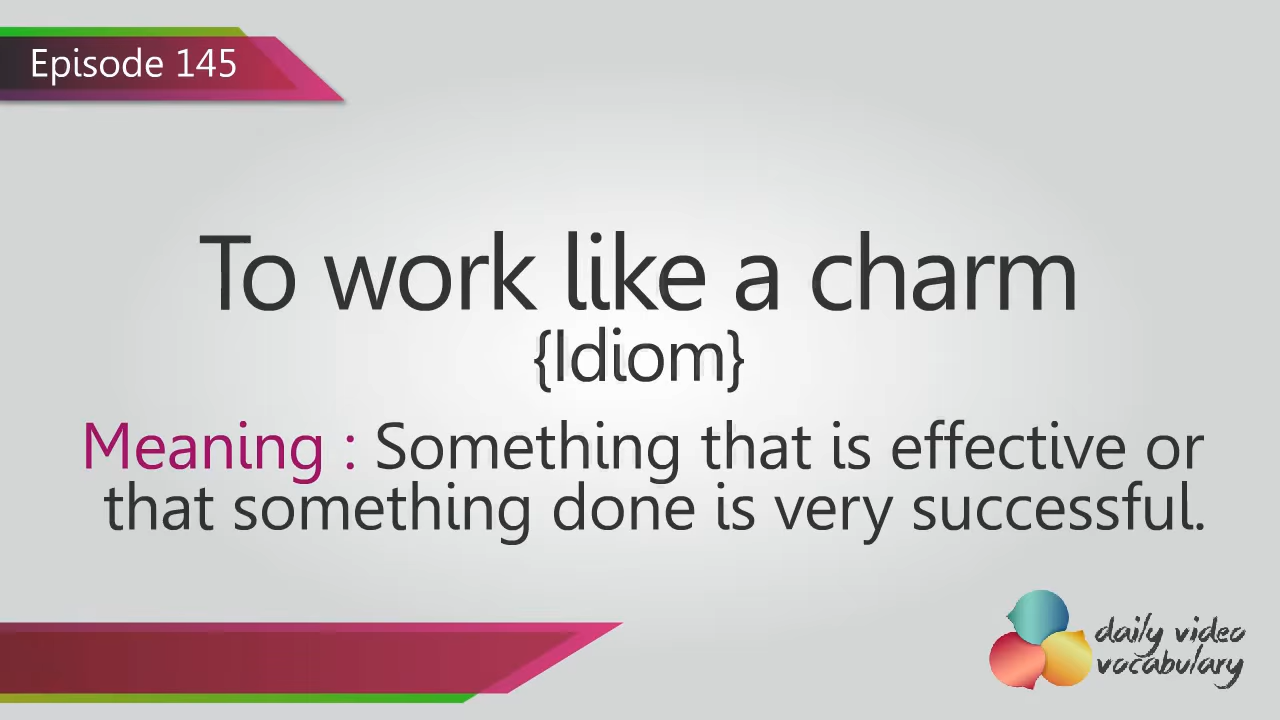 Episode 145
To work like a charm
{Idiom}
Meaning : Something that is effective or
that something done is very successful.
daily video
vocabulary